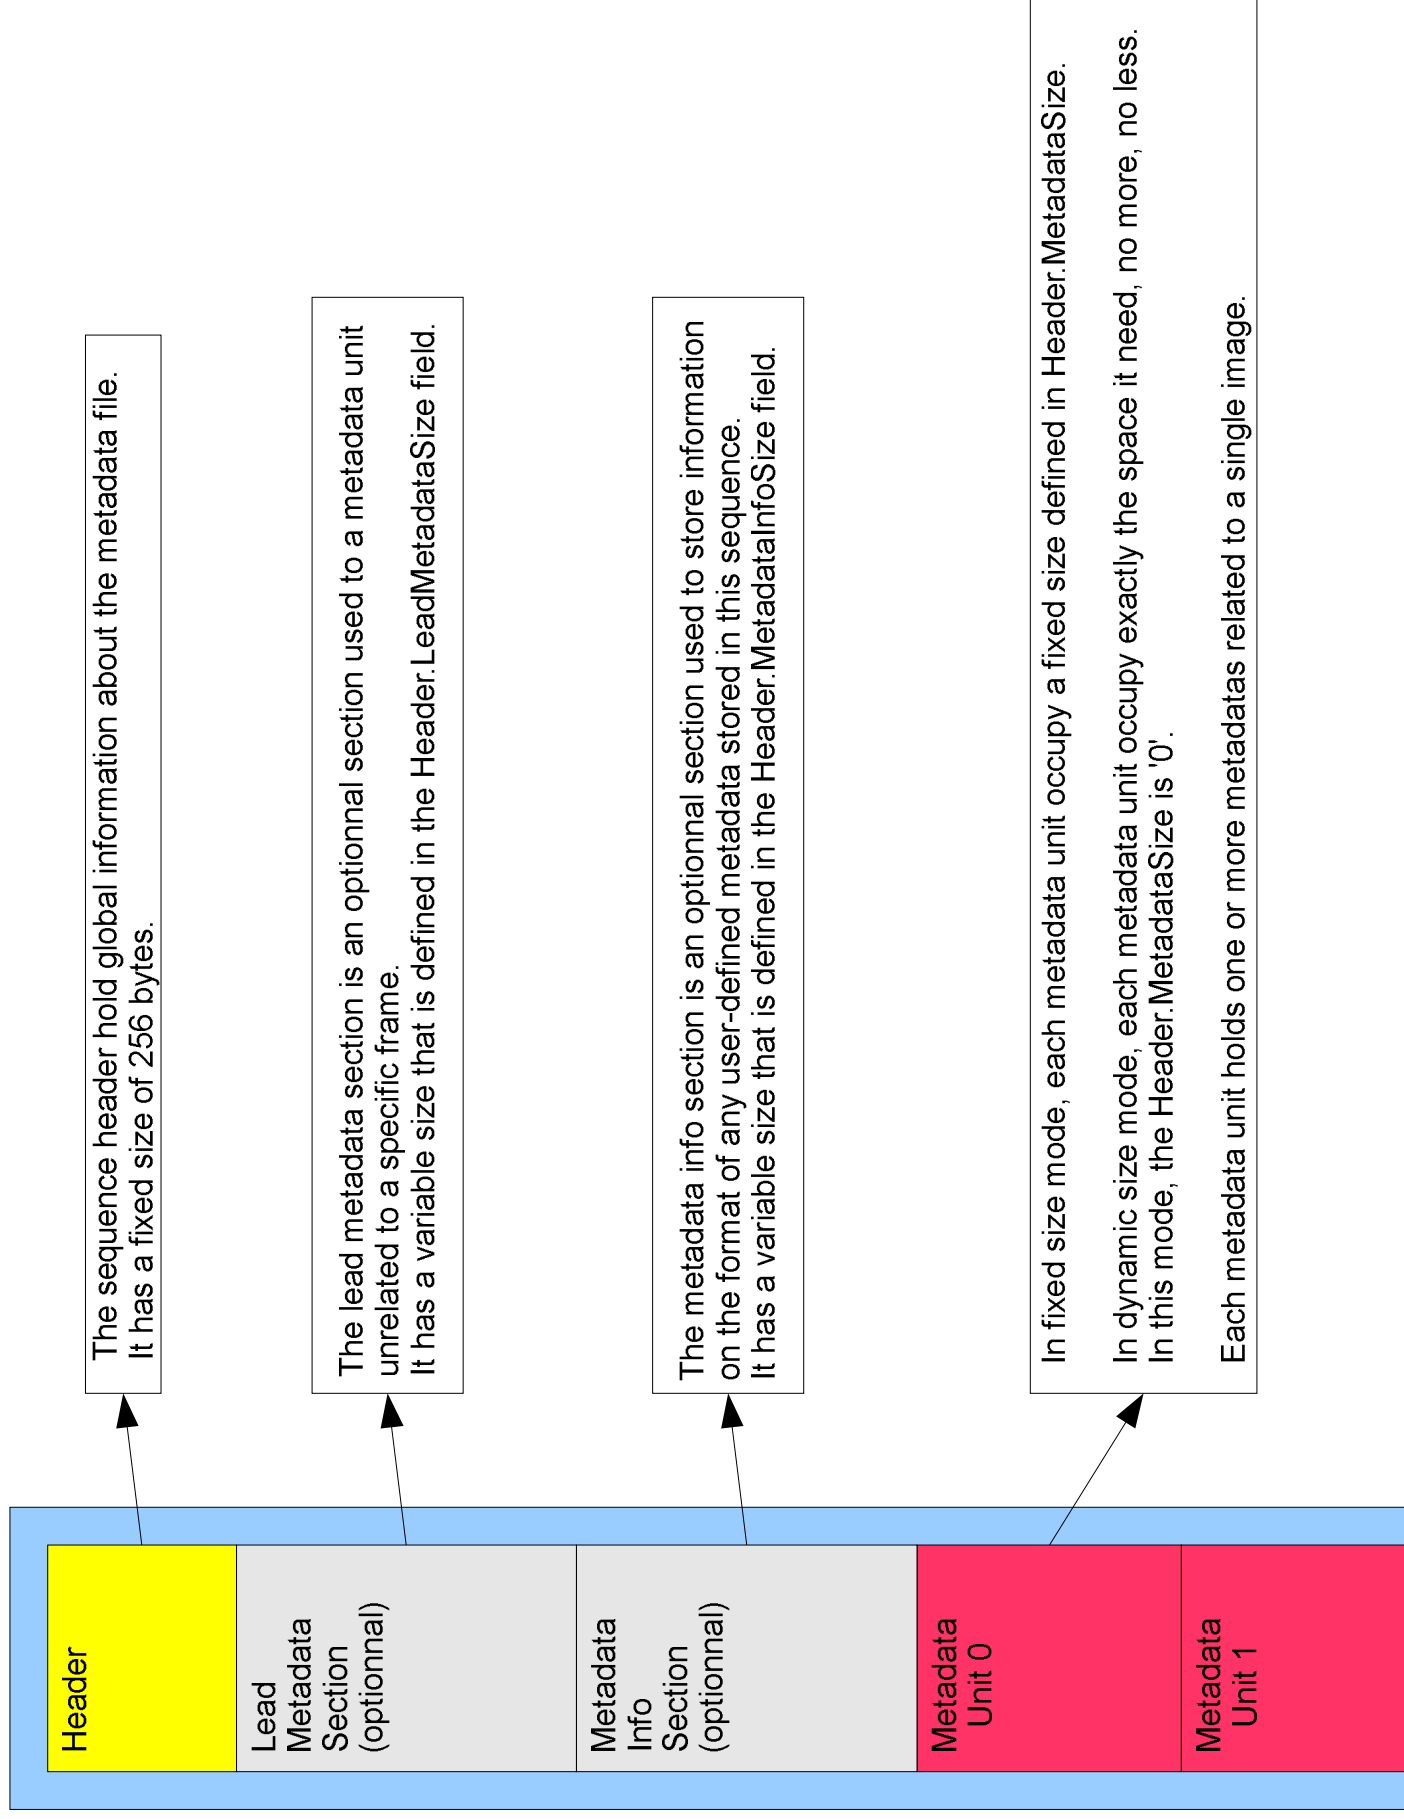 Header
The sequence header hold global information about the metadata file.
It has a fixed size of 256 bytes.
Lead
Metadata
Section
(optionnal)
The lead metadata section is an optionnal section used to a metadata unit
unrelated to a specific frame.
It has a variable size that is defined in the Header.LeadMetadataSize field.
Metadata
Info
Section
(optionnal)
The metadata info section is an optionnal section used to store information
on the format of any user-defined metadata stored in this sequence.
It has a variable size that is defined in the Header.MetadataInfoSize field.
Metadata
Unit 0
In fixed size mode, each metadata unit occupy a fixed size defined in Header.MetadataSize.
In dynamic size mode, each metadata unit occupy exactly the space it need, no more, no less.
In this mode, the Header.MetadataSize is '0'.
Each metadata unit holds one or more metadatas related to a single image.
Metadata
Unit 1